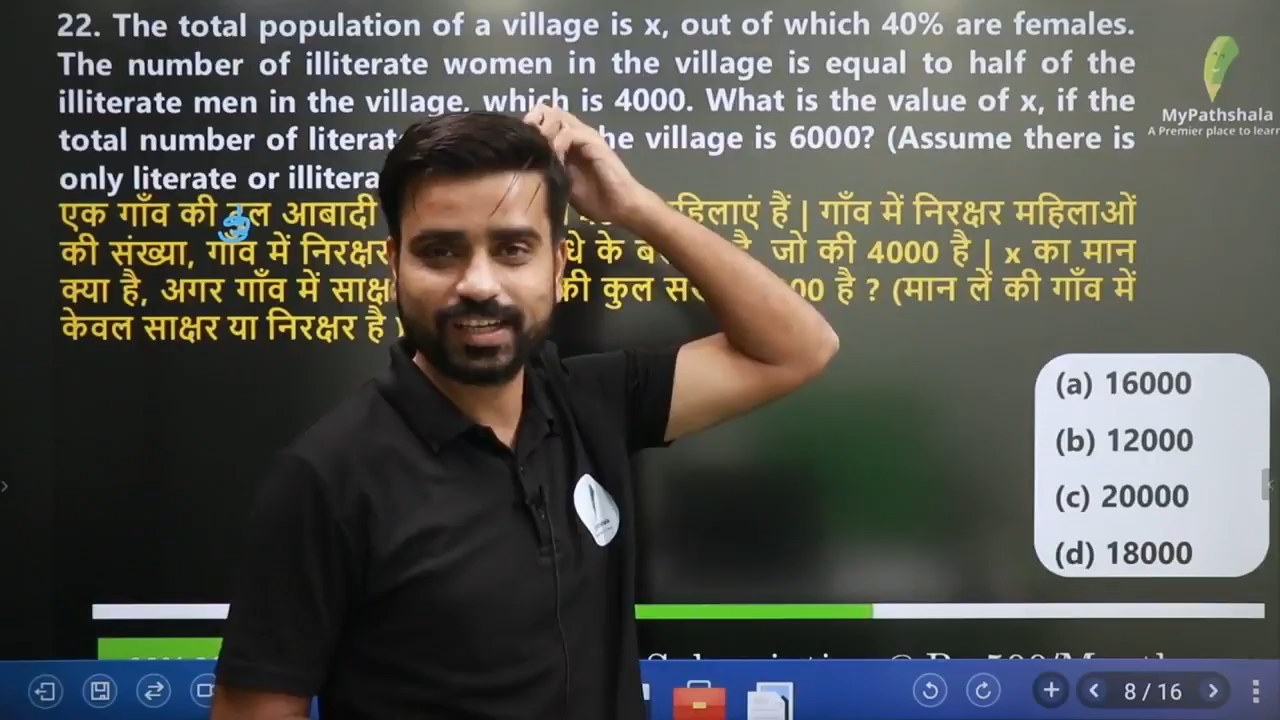 22. The total population of a village is x, out of which 40% are females.
The number of illiterate women in the village is equal to half of the
illiterate men in the village, which is 4000. What is the value of x, if the
total number of literat he village is 6000? (Assume there is
only literate or illitera
एक गाँव की कुल आबादी हिलाएं हैं | गाँव में निरक्षर महिलाओं
की संख्या, गाँव में निरक्षर धे के ब है, जो की 4000 है | x का मान
क्या है, अगर गाँव में साक्ष की कुल सं 00 है ? (मान लें की गाँव में
केवल साक्षर या निरक्षर है
MyPathshala
A Premier place to learn
(a) 16000
(b) 12000
(c) 20000
(d) 18000
8 / 16